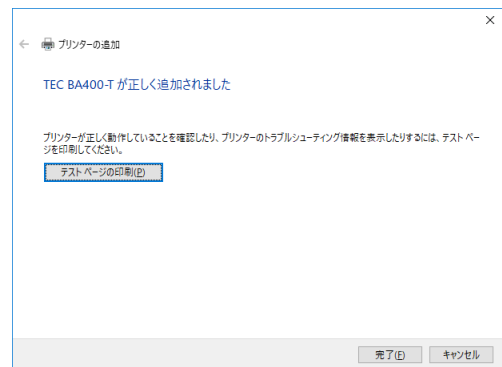 プリンターの追加
TEC BA400-T が正しく追加されました
プリンターが正しく動作していることを確認したり、プリンターのトラブルシューティング情報を表示したりするには、テスト ペー
ジを印刷してください。
テスト ページの印刷(P)
完了(F) キャンセル